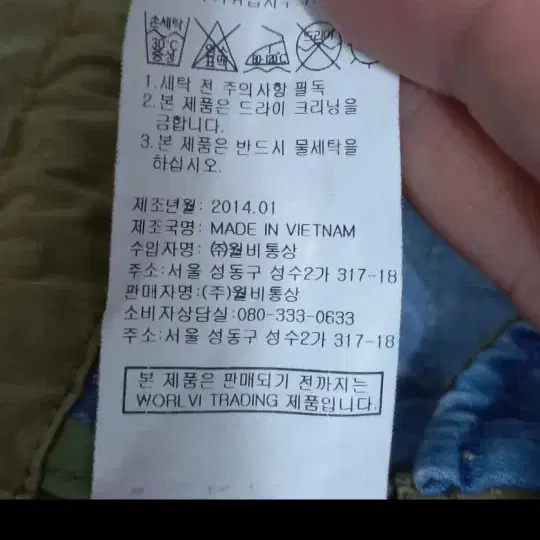 손세탁
30℃
중성
염소
표백
80-120℃
드라이
1.세탁 전 주의사항 필독
2.본 제품은 드라이 크리닝을
금합니다.
3.본 제품은 반드시 물세탁을
하십시오.
제조년월: 2014.01
제조국명: MADE IN VIETNAM
수입자명: ㈜월비통상
주소:서울 성동구 성수2가 317-18
판매자명:(주)월비통상
소비자상담실:080-333-0633
주소:서울 성동구 성수2가 317-18
본 제품은 판매되기 전까지는
WORLVI TRADING 제품입니다.